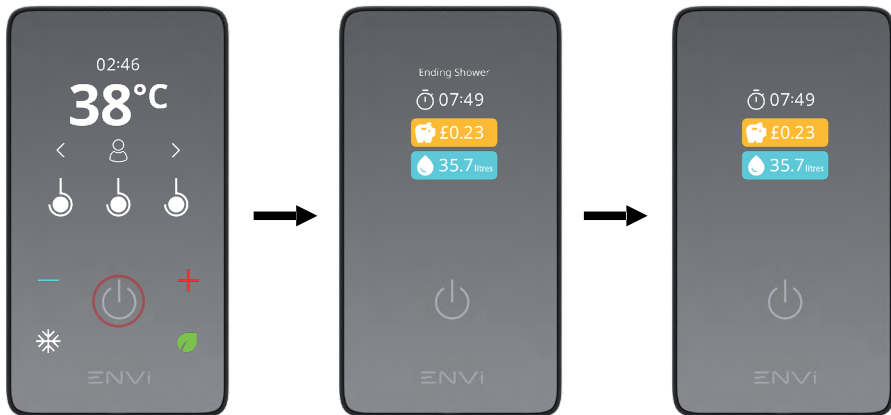 02:46
38°C
ENVi
Ending Shower
07:49
£0.23
35.7 litres
ENVi
07:49
£0.23
35.7 litres
ENVi